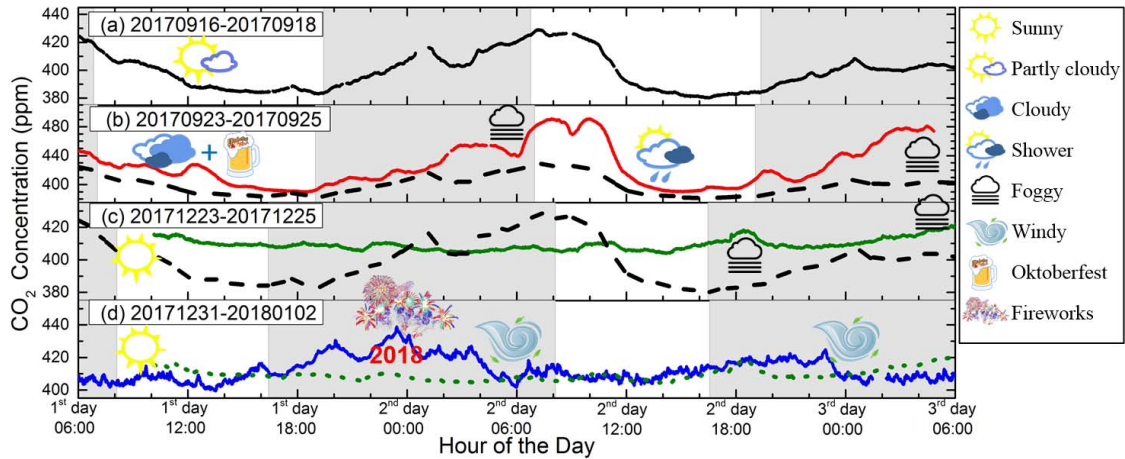 CO2 Concentration (ppm)
440
420
400
380
(a) 20170916-20170918
480
440
400
(b) 20170923-20170925
+
420
400
380
(c) 20171223-20171225
440
420
400
(d) 20171231-20180102
2018
1st day 1st day 1st day 2nd day 2nd day 2nd day 2nd day 3rd day 3rd day
06:00 12:00 18:00 00:00 06:00 12:00 18:00 00:00 06:00
Hour of the Day
Sunny
Partly cloudy
Cloudy
Shower
Foggy
Windy
Oktoberfest
Fireworks